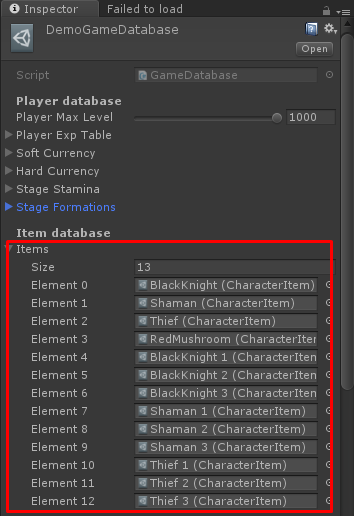 Inspector Failed to load
DemoGameDatabase
Open
Script GameDatabase
Player database
Player Max Level 1000
Player Exp Table
Soft Currency
Hard Currency
Stage Stamina
Stage Formations
Item database
Items
Size 13
Element 0 BlackKnight (CharacterItem)
Element 1 Shaman (CharacterItem)
Element 2 Thief (CharacterItem)
Element 3 RedMushroom (CharacterIter
Element 4 BlackKnight 1 (CharacterIten
Element 5 BlackKnight 2 (CharacterIten
Element 6 BlackKnight 3 (CharacterIten
Element 7 Shaman 1 (CharacterItem)
Element 8 Shaman 2 (CharacterItem)
Element 9 Shaman 3 (CharacterItem)
Element 10 Thief 1 (CharacterItem)
Element 11 Thief 2 (CharacterItem)
Element 12 Thief 3 (CharacterItem)